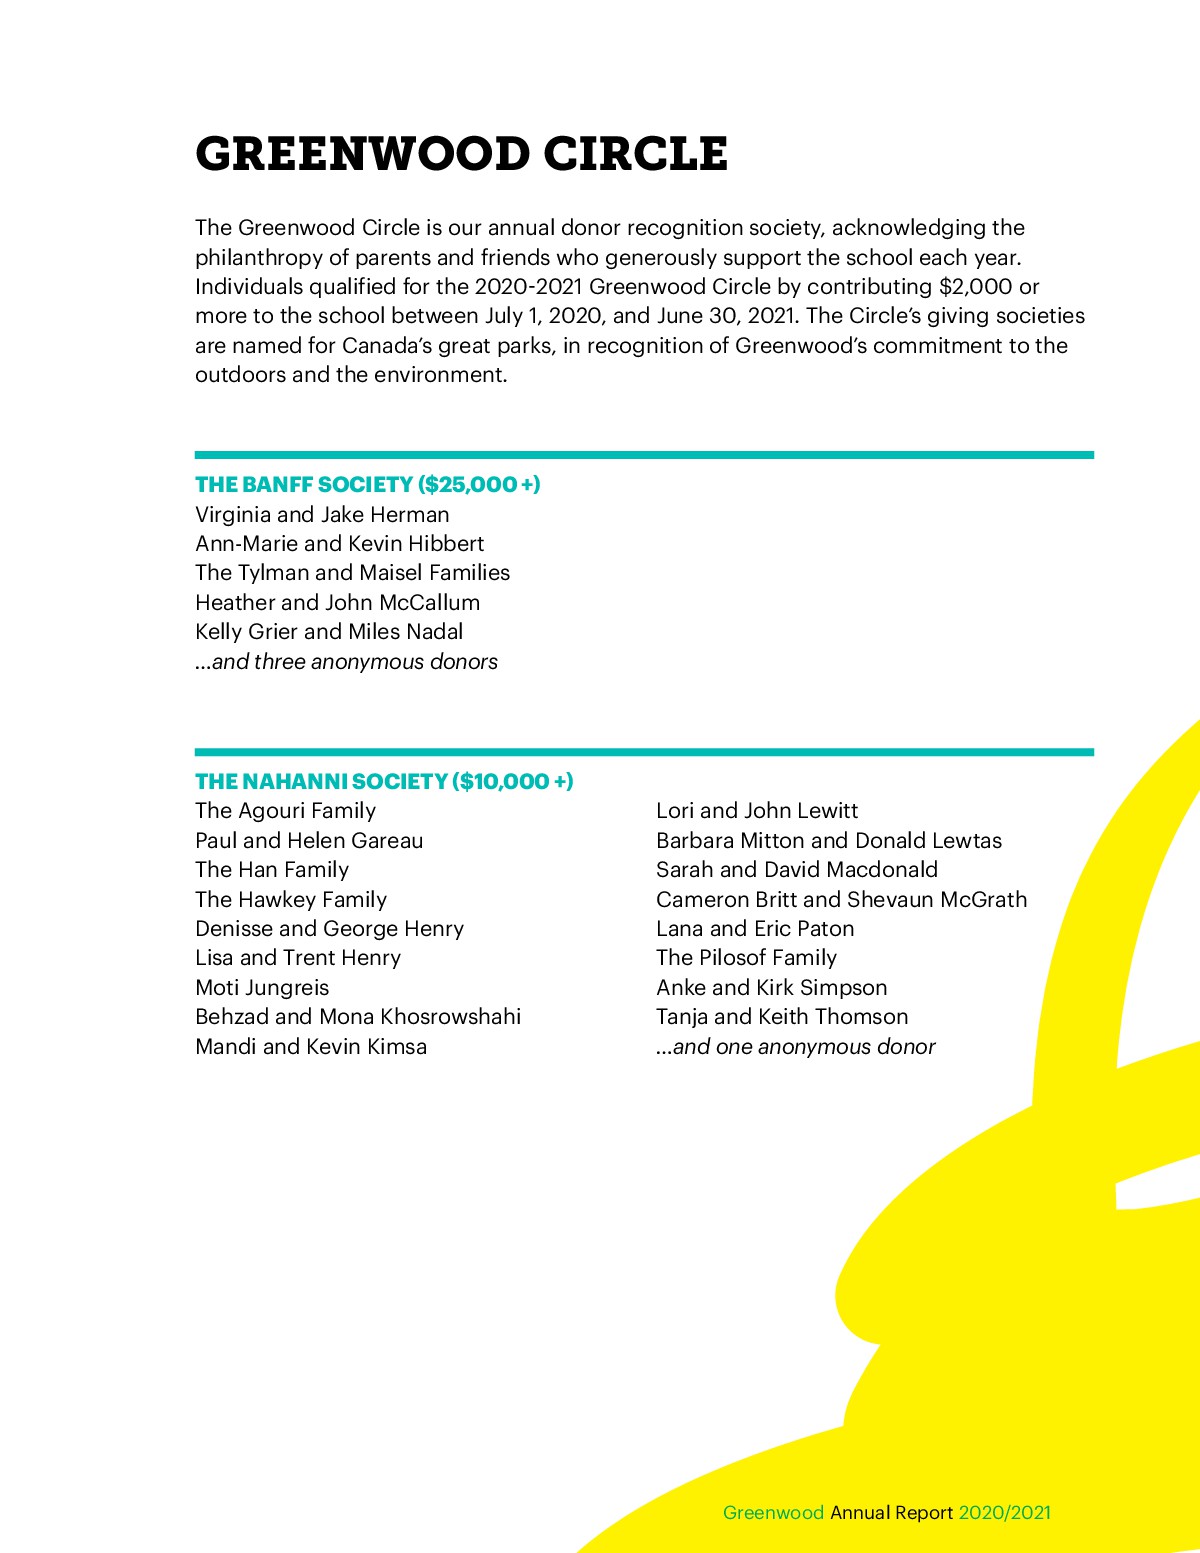 GREENWOOD CIRCLE
The Greenwood Circle is our annual donor recognition society, acknowledging the
philanthropy of parents and friends who generously support the school each year.
Individuals qualified for the 2020-2021 Greenwood Circle by contributing $2,000 or
more to the school between July 1, 2020, and June 30, 2021. The Circle’s giving societies
are named for Canada’s great parks, in recognition of Greenwood’s commitment to the
outdoors and the environment.
THE BANFF SOCIETY ($25,000 +)
Virginia and Jake Herman
Ann-Marie and Kevin Hibbert
The Tylman and Maisel Families
Heather and John McCallum
Kelly Grier and Miles Nadal
...and three anonymous donors
THE NAHANNI SOCIETY ($10,000 +)
The Agouri Family
Paul and Helen Gareau
The Han Family
The Hawkey Family
Denisse and George Henry
Lisa and Trent Henry
Moti Jungreis
Behzad and Mona Khosrowshahi
Mandi and Kevin Kimsa
Lori and John Lewitt
Barbara Mitton and Donald Lewtas
Sarah and David Macdonald
Cameron Britt and Shevaun McGrath
Lana and Eric Paton
The Pilosof Family
Anke and Kirk Simpson
Tanja and Keith Thomson
...and one anonymous donor
Greenwood Annual Report 2020/2021